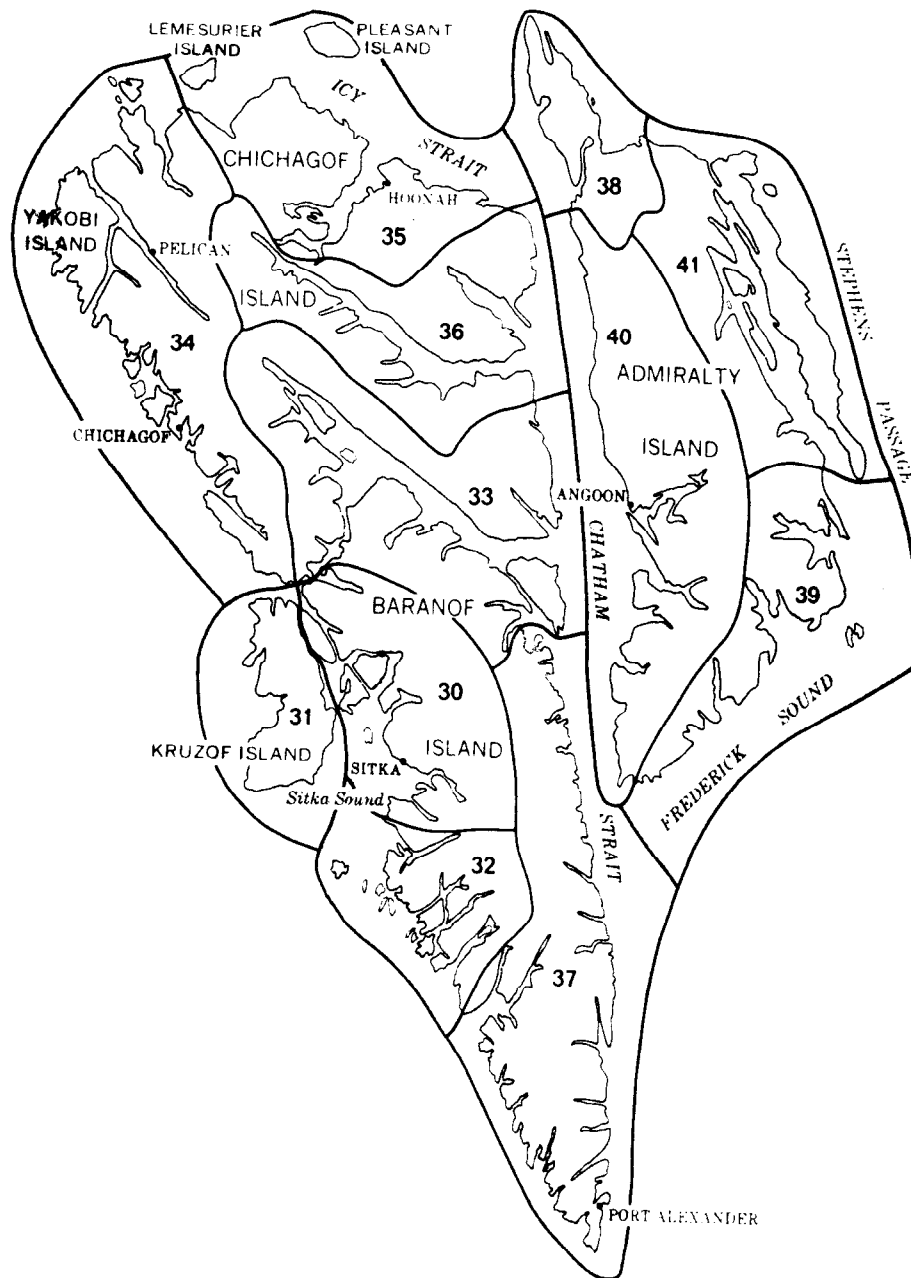 LEMESURIER
ISLAND
PLEASANT
ISLAND
ICY
STRAIT
CHICHAGOF
HOONAH
38
35
YAKOBI
ISLAND
PELICAN
41
STEPHENS
PASSAGE
ISLAND
36
40
34
ADMIRALTY
ISLAND
CHICHAGOF
33
ANGOON
CHATHAM
STRAIT
39
BARANOF
ISLAND
30
31
KRUZOF ISLAND
SITKA
Sitka Sound
FREDERICK SOUND
32
37
PORT ALEXANDER